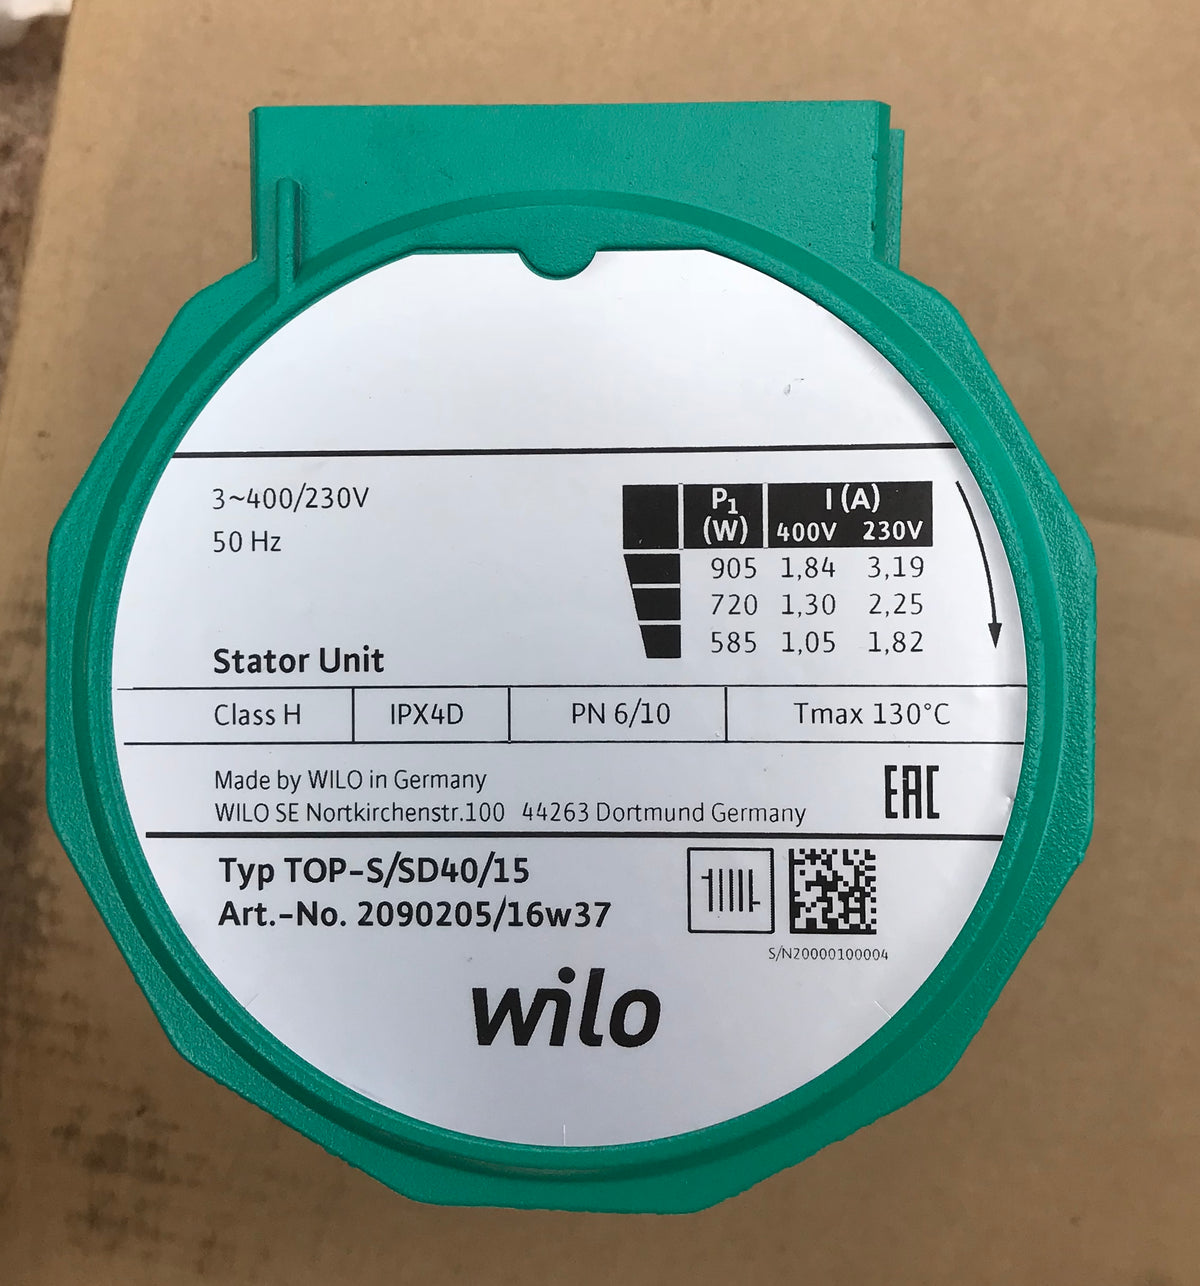 3~400/230V
50 Hz
P1 (W) I (A)
400V 230V
905 1,84 3,19
720 1,30 2,25
585 1,05 1,82
Stator Unit
Class H IPX4D PN 6/10 Tmax 130°C
Made by WILO in Germany
WILO SE Nortkirchenstr.100 44263 Dortmund Germany
EAC
Typ TOP-S/SD40/15
Art.-No. 2090205/16w37
S/N20000100004
wilo